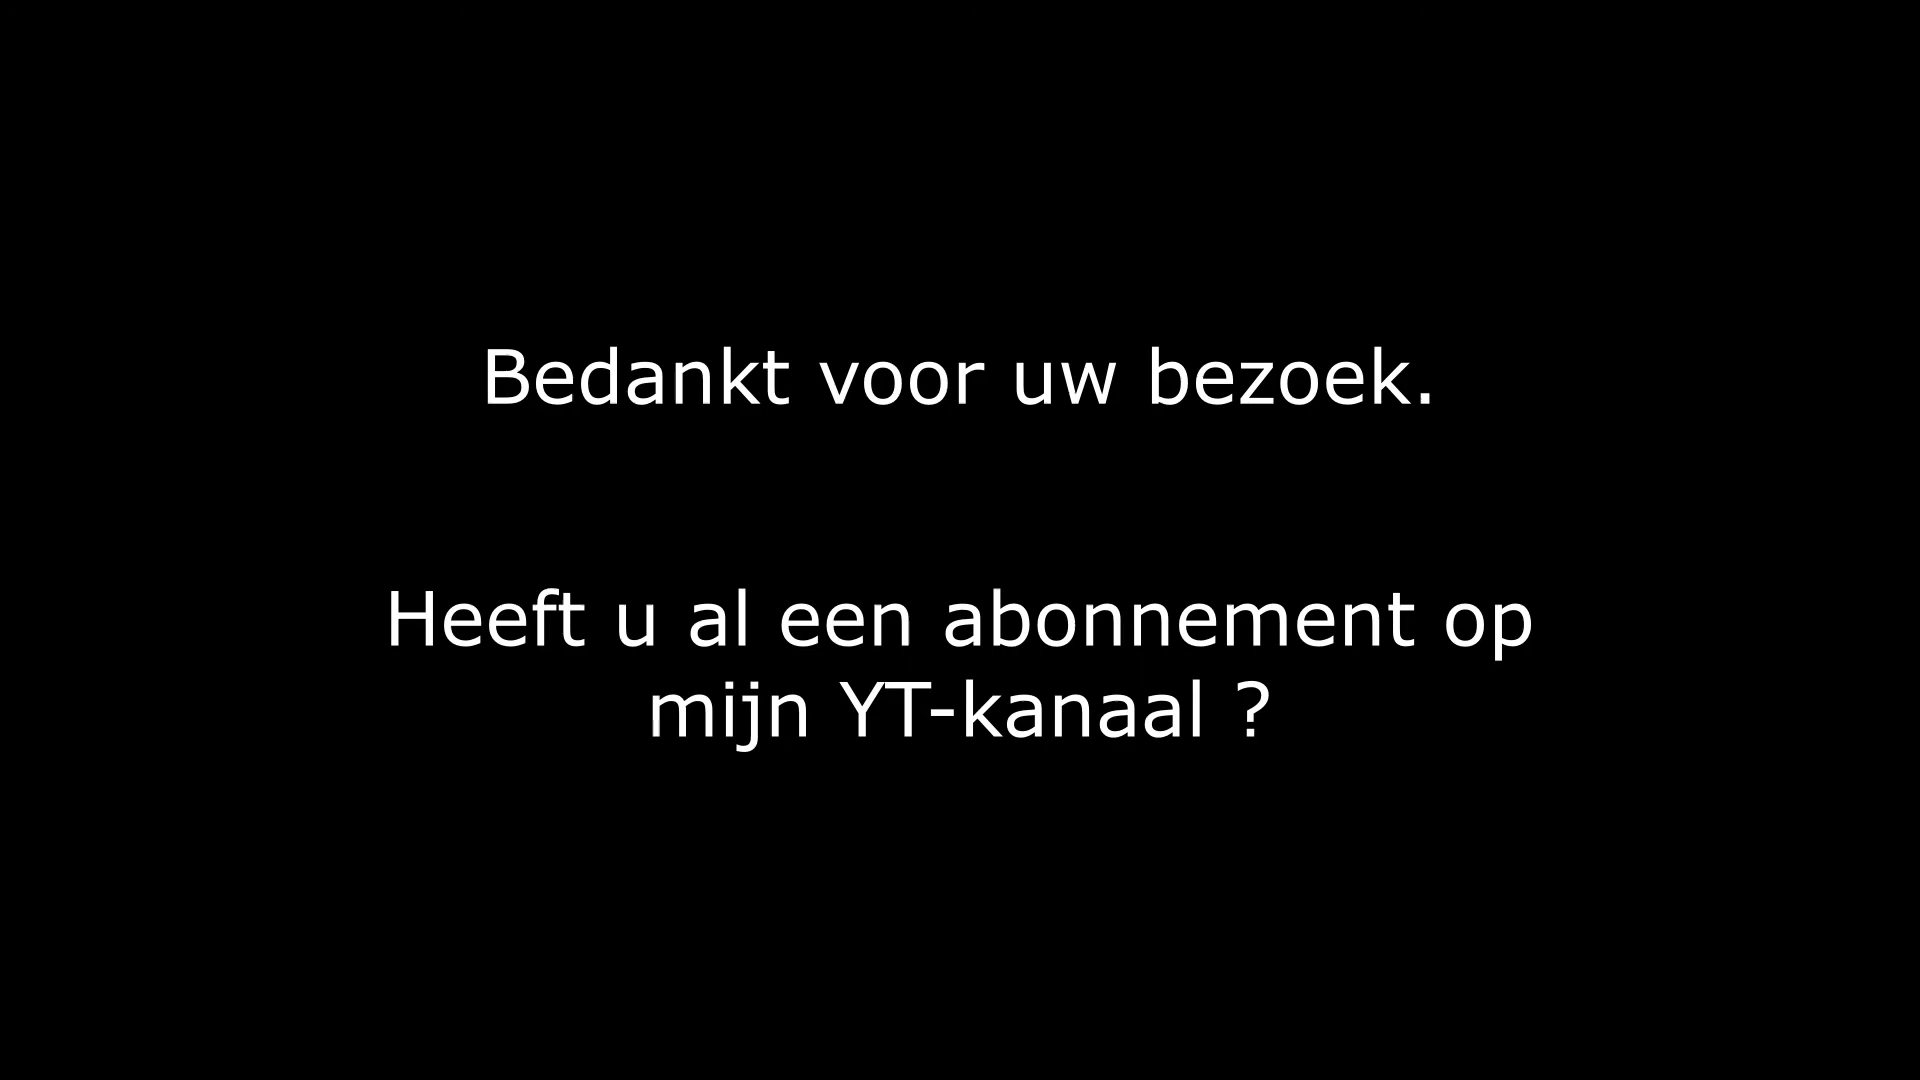 Bedankt voor uw bezoek.
Heeft u al een abonnement op
mijn YT-kanaal ?